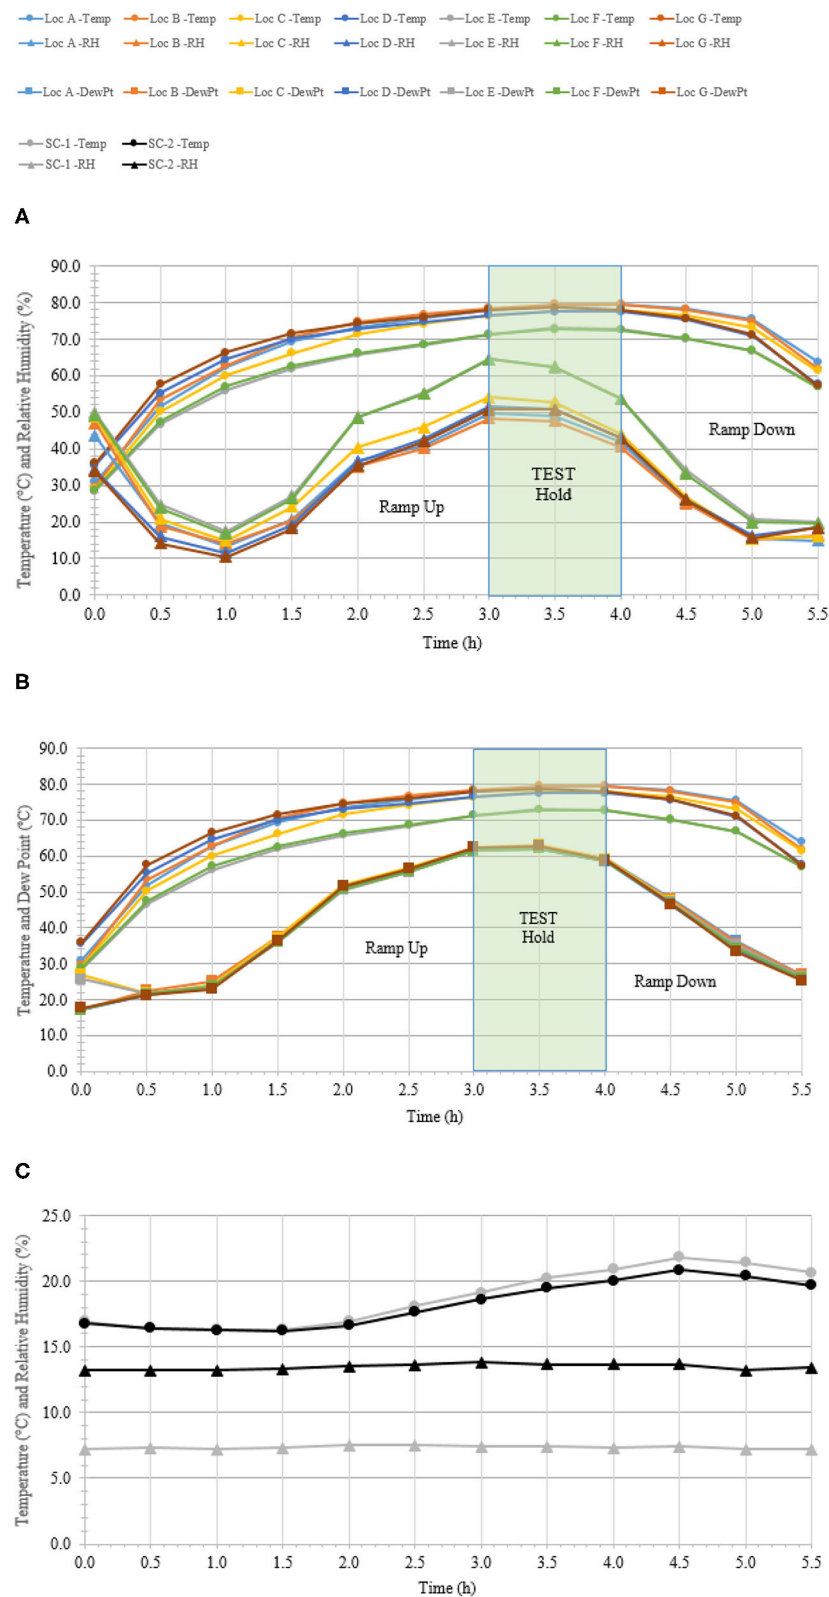 Loc A -Temp Loc B -Temp Loc C -Temp Loc D -Temp Loc E -Temp Loc F -Temp Loc G -Temp
Loc A -RH Loc B -RH Loc C -RH Loc D -RH Loc E -RH Loc F -RH Loc G -RH
Loc A -DewPt Loc B -DewPt Loc C -DewPt Loc D -DewPt Loc E -DewPt Loc F -DewPt Loc G -DewPt
SC-1 -Temp SC-2 -Temp
SC-1 -RH SC-2 -RH
A
Temperature (°C) and Relative Humidity (%)
90.0
80.0
70.0
60.0
50.0
40.0
30.0
20.0
10.0
0.0
Ramp Down
TEST
Hold
Ramp Up
0.0 0.5 1.0 1.5 2.0 2.5 3.0 3.5 4.0 4.5 5.0 5.5
Time (h)
B
Temperature and Dew Point (°C)
90.0
80.0
70.0
60.0
50.0
40.0
30.0
20.0
10.0
0.0
TEST
Hold
Ramp Up
Ramp Down
0.0 0.5 1.0 1.5 2.0 2.5 3.0 3.5 4.0 4.5 5.0 5.5
Time (h)
C
Temperature (°C) and Relative Humidity (%)
25.0
20.0
15.0
10.0
5.0
0.0
0.0 0.5 1.0 1.5 2.0 2.5 3.0 3.5 4.0 4.5 5.0 5.5
Time (h)